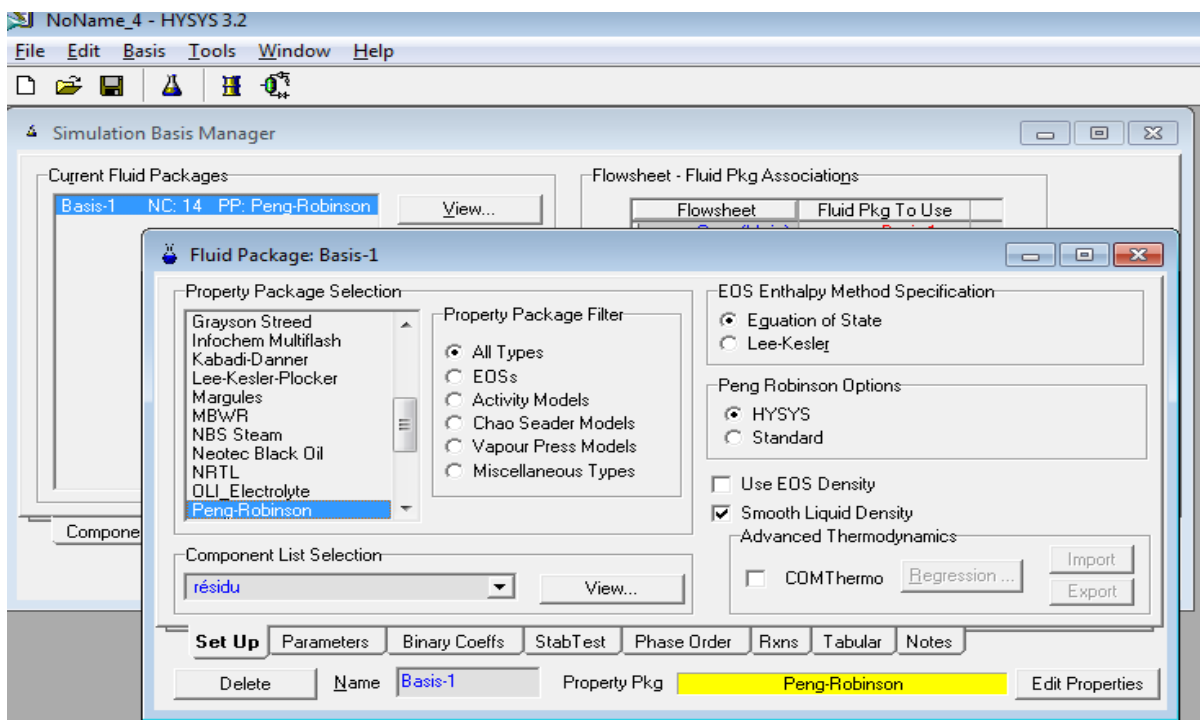 NoName_4 - HYSYS 3.2
File Edit Basis Tools Window Help
Simulation Basis Manager
Current Fluid Packages
Basis-1 NC: 14 PP: Peng-Robinson
View...
Flowsheet - Fluid Pkg Associations
Flowsheet Fluid Pkg To Use
Fluid Package: Basis-1
Property Package Selection
Grayson Streed
Infochem Multiflash
Kabadi-Danner
Lee-Kesler-Plocker
Margules
MBWR
NBS Steam
Neotec Black Oil
NRTL
OLI_Electrolyte
Peng-Robinson
Property Package Filter
All Types
EOSs
Activity Models
Chao Seader Models
Vapour Press Models
Miscellaneous Types
EOS Enthalpy Method Specification
Equation of State
Lee-Kesler
Peng Robinson Options
HYSYS
Standard
Use EOS Density
Smooth Liquid Density
Advanced Thermodynamics
COMThermo Regression ...
Import
Export
Component List Selection
résidu View...
Compone
Set Up Parameters Binary Coeffs StabTest Phase Order Rxns Tabular Notes
Delete Name Basis-1 Property Pkg Peng-Robinson Edit Properties